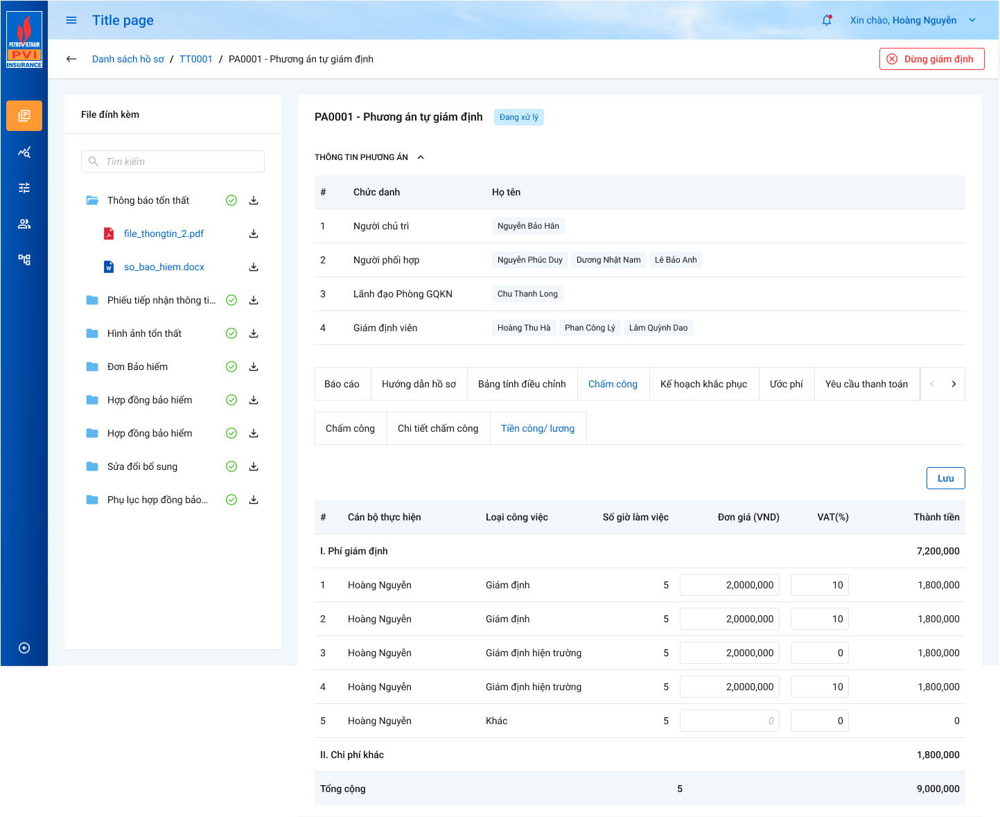 PETROVIETNAM
PVI
INSURANCE
Title page
Xin chào, Hoàng Nguyễn
Danh sách hồ sơ / TT0001 / PA0001 - Phương án tự giám định
Dừng giám định
File đính kèm
Tìm kiếm
Thông báo tổn thất
file_thongtin_2.pdf
so_bao_hiem.docx
Phiếu tiếp nhận thông ti...
Hình ảnh tổn thất
Đơn Bảo hiểm
Hợp đồng bảo hiểm
Hợp đồng bảo hiểm
Sửa đổi bổ sung
Phụ lục hợp đồng bảo...
PA0001 - Phương án tự giám định Đang xử lý
THÔNG TIN PHƯƠNG ÁN
# Chức danh Họ tên
1 Người chủ trì Nguyễn Bảo Hân
2 Người phối hợp Nguyễn Phúc Duy Dương Nhật Nam Lê Bảo Anh
3 Lãnh đạo Phòng GQKN Chu Thanh Long
4 Giám định viên Hoàng Thu Hà Phan Công Lý Lâm Quỳnh Dao
Báo cáo Hướng dẫn hồ sơ Bảng tính điều chỉnh Chấm công Kế hoạch khắc phục Ước phí Yêu cầu thanh toán
Chấm công Chi tiết chấm công Tiền công/ lương
Lưu
# Cán bộ thực hiện Loại công việc Số giờ làm việc Đơn giá (VND) VAT(%) Thành tiền
I. Phí giám định 7,200,000
1 Hoàng Nguyễn Giám định 5 2,0000,000 10 1,800,000
2 Hoàng Nguyễn Giám định 5 2,0000,000 10 1,800,000
3 Hoàng Nguyễn Giám định hiện trường 5 2,0000,000 0 1,800,000
4 Hoàng Nguyễn Giám định hiện trường 5 2,0000,000 10 1,800,000
5 Hoàng Nguyễn Khác 5 0 0 0
II. Chi phí khác 1,800,000
Tổng cộng 5 9,000,000